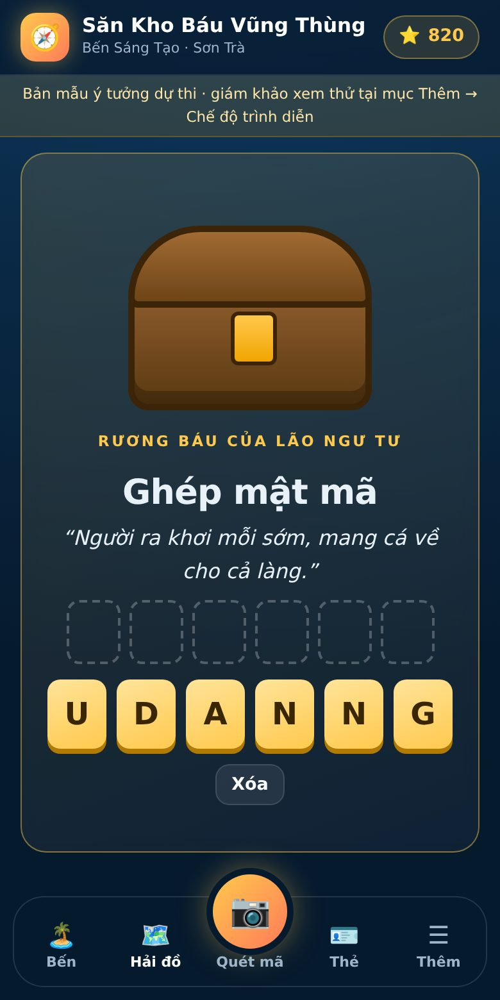 Săn Kho Báu Vũng Thùng
Bến Sáng Tạo · Sơn Trà
⭐ 820
Bản mẫu ý tưởng dự thi · giám khảo xem thử tại mục Thêm →
Chế độ trình diễn
RƯƠNG BÁU CỦA LÃO NGƯ TƯ
Ghép mật mã
“Người ra khơi mỗi sớm, mang cá về
cho cả làng.”
U D A N N G
Xóa
Bến Hải đồ Quét mã Thẻ Thêm